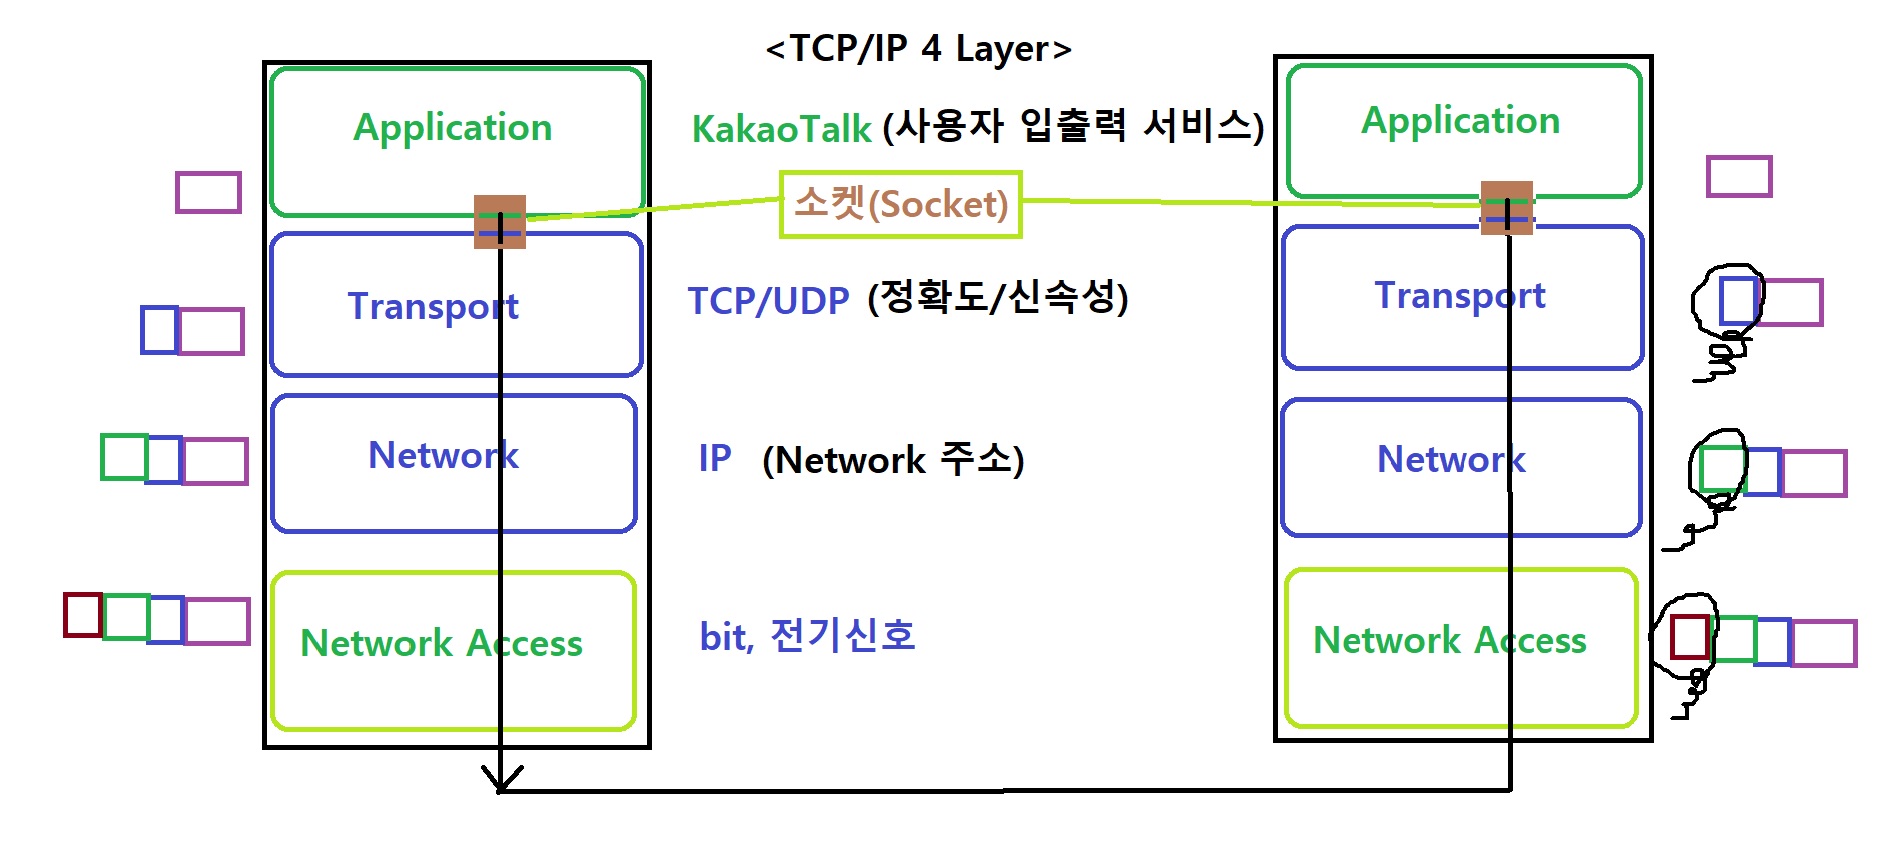 <TCP/IP 4 Layer>
Application
KakaoTalk (사용자 입출력 서비스)
Application
소켓(Socket)
Transport
TCP/UDP (정확도/신속성)
Transport
Network
IP (Network 주소)
Network
Network Access
bit, 전기신호
Network Access